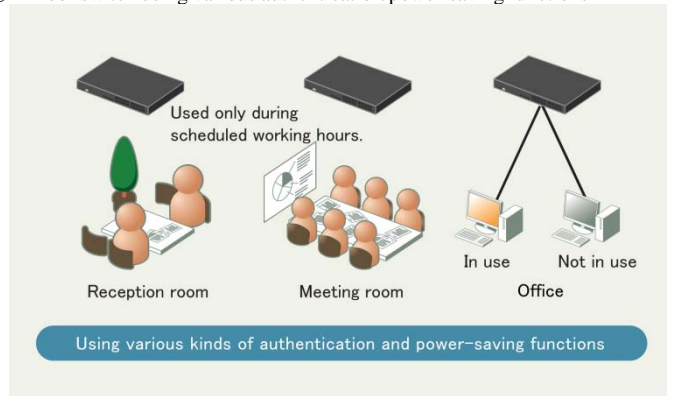 Used only during
scheduled working hours.
In use
Not in use
Reception room
Meeting room
Office
Using various kinds of authentication and power-saving functions